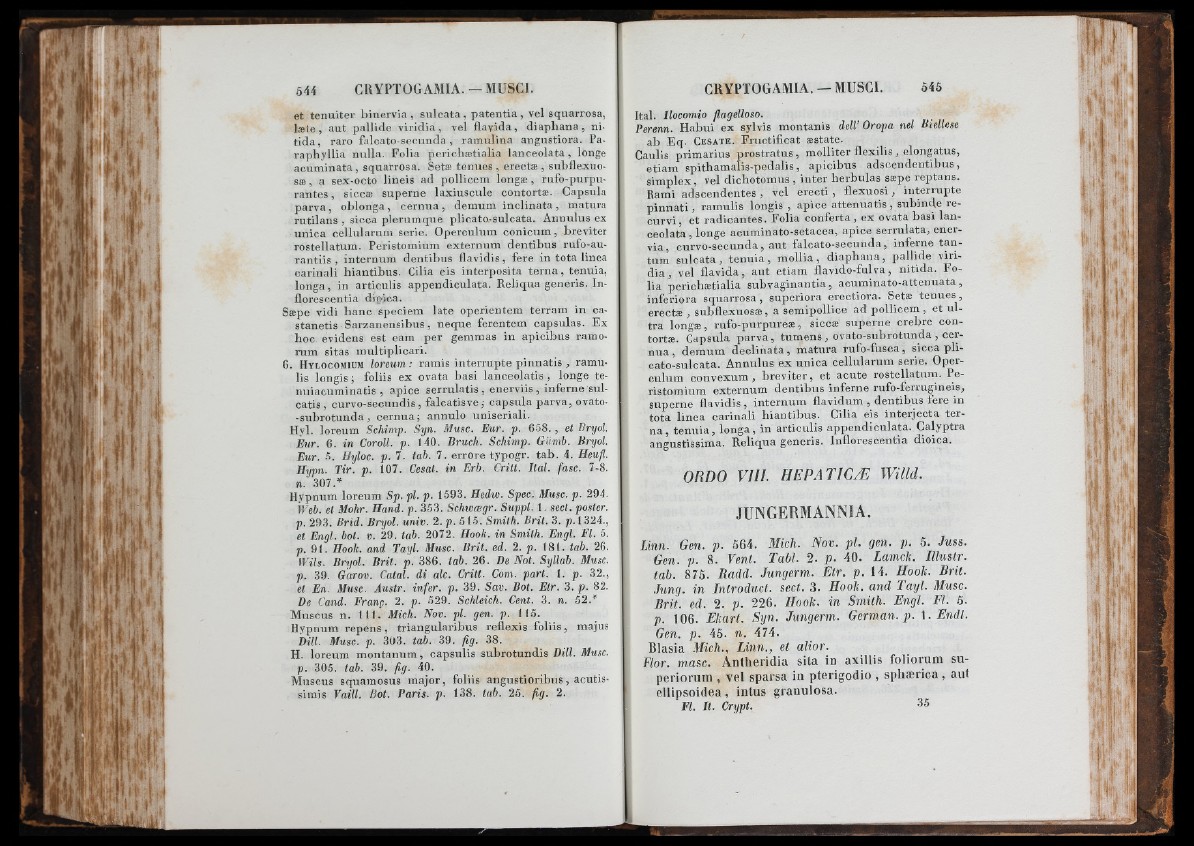 544 CRYPTOGAMIA. — MUSCI.
et tenuiter binervia, sulcata, patentia, vel squarrosa,
læte, aut pallide viridia, vel flavida, diaphana, ni-
tida, raro falcato-secunda, ramulina angustiora. Pa-
raphyllia nulla. Folia perichætialia lanceolata, longe
acuminata, squarrosa. Setæ tenues, erectæ, subflexuo-
sæ, a sex-octo lineis ad pollicem longæ, rufo-purpu-
rantes, siccæ superne laxiuscule contortæ. Capsula
parva, oblonga, cernua, demum inclinata, matura
rutilans, sicca plerumque plicato-sulcata. Annulus ex
unica cellularum serie. Operculum conicum, breviter
rostellatum. Peristomium externum dentibus rufo-au-
rantiis, internum dentibus flavidis, fere in tota linea
carinali hiantibus. Cilia eis interposita terna, tenuia,
longa, in articulis appendiculata. Reliqua generis. In-
florescentia dioica.
Sæpe vidi hanc speciem late operientem terram in ca-
stanetis Sarzanensibus, neque ferentem capsulas. Ex
hoc evidens est eam per gemmas in apicibus ramo-
rum sitas multiplicari.
6. HYLOCOMIUM loreum: ramis interrupte pinnatis, ramu-
lis longis; foliis ex ovata basi lanceolatis, longe te-
nuiacuminatis, apice serrulatis, enerviis, inferne sul-
catis, curvo-secundis, falcatisve; capsula parva, ovato-
-subrotunda, cernua; annulo uniseriali.
Hyl. loreum Schimp. Syn. Musc. Eur. p. 658., et Bryol.
Eur. 6. in Coroll. p. 140. Bruch. Schimp. Gümb. Bryol.
Eur. 5. Hyloc. p. 7. tab. 7. errore typogr. tab. 4. Heufl.
Hypn. Tir. p. 107. Cesat. in Erb. Critt. Ital. fasc. 7-8.
n. 307.*
Hypnum loreum Sp. pl. p. 1593. Hedw. Spec. Musc. p. 294.
Web. et Mohr. Hand. p. 353. Schwægr. Suppl. 1. sect. poster.
p. 293. Brid. Bryol. univ. 2. p. 515. Smith. Brit. 3. p. 1324.,
et Engl. bot. v. 29. tab. 2072. Hook. in Smith. Engl. Fl. 5.
p. 91. Hook. and Tayl. Musc. Brit. ed. 2. p. 181. tab. 26.
Wils. Bryol. Brit. p. 386. tab. 26. De Not. Syllab. Musc.
p. 39. Garov. Catal. di alc. Critt. Com. part. 1. p. 32.,
et En. Musc. Austr. infer. p. 39. Sav. Bot. Etr. 3. p. 82.
De Cand. Franç. 2. p. 529. Schleich. Cent. 3. n. 52.*
Muscus n. 111. Mich. Nov. pl. gen. p. 115.
Hypnum repens, triangularibus reflexis foliis, majus
Dill. Musc. p. 303. tab. 39. fig. 38.
H. loreum montanum, capsulis subrotundis Dill. Musc.
p. 305. tab. 39. fig. 40.
Muscus squamosus major, foliis angustioribus, acutis-
simis Vaill. Bot. Paris. p. 138. tab. 25. fig. 2.
CRYPTOGAMIA. — MUSCI. 545
Ital. Ilocomio flagelloso.
Perenn. Habui ex sylvis montanis dell' Oropa nel Biellese
ab Eq. CESATE. Fructificat æstate.
Caulis primarius prostratus, molliter flexilis, elongatus,
etiam spithamalis-pedalis, apicibus adscendentibus,
simplex, vel dichotomus, inter herbulas sæpe reptans.
Rami adscendentes, vel erecti, flexuosi, interrupte
pinnati, ramulis longis, apice attenuatis, subinde re-
curvi, et radicantes. Folia conferta, ex ovata basi lan-
ceolata, longe acuminato-setacea, apice serrulata, ener-
via, curvo-secunda, aut falcato-secunda, inferne tan-
tum sulcata, tenuia, mollia, diaphana, pallide viri-
dia, vel flavida, aut etiam flavido-fulva, nitida. Fo-
lia perichætialia subvaginantia, acuminato-attenuata,
inferiora squarrosa, superiora erectiora. Setæ tenues,
erectæ, subflexuosæ, a semipollice ad pollicem, et ul-
tra longæ, rufo-purpureæ, siccæ superne crebre con-
tortæ. Capsula parva, tumens, ovato-subrotunda, cer-
nua, demum declinata, matura rufo-fusca, sicca pli-
cato-sulcata. Annulus ex unica cellularum serie. Oper-
culum convexum, breviter, et acute rostellatum. Pe-
ristomium externum dentibus inferne rufo-ferrugineis,
superne flavidis, internum flavidum, dentibus fere in
tota linea carinali hiantibus. Cilia eis interjecta ter-
na, tenuia, longa, in articulis appendiculata. Calyptra
angustissima. Reliqua generis. Inflorescentia dioica.
ORDO VIII. HEPATICÆ Willd.
JUNGERMANNIA.
Linn. Gen. p. 564. Mich. Nov. pl. gen. p. 5. Juss.
Gen. p. 8. Vent. Tabl. 2. p. 40. Lamck. Illustr.
tab. 875. Radd. Jungerm. Etr. p. 14. Hook. Brit.
Jung. in Introduct. sect. 3. Hook. and Tayl. Musc.
Brit. ed. 2. p. 226. Hook. in Smith. Engl. Fl. 5.
p. 106. Ekart. Syn. Jungerm. German. p. 1. Endl.
Gen. p. 45. n. 474.
Blasia Mich., Linn., et alior.
Flor. masc. Antheridia sita in axillis foliorum su-
periorum, vel sparsa in pterigodio, sphærica, aut
ellipsoidea, intus granulosa.
Fl. It. Crypt. 35